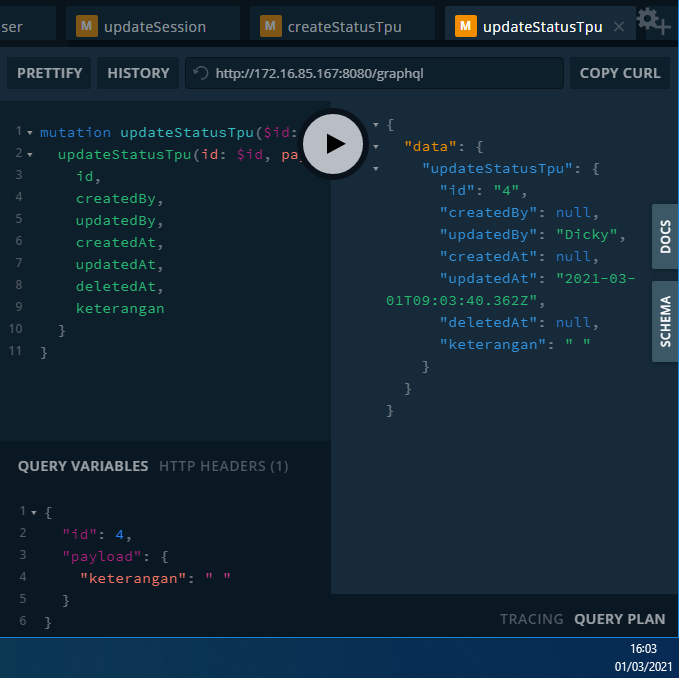 ser
M updateSession
M createStatusTpu
M updateStatusTpu ×
PRETTIFY
HISTORY
http://172.16.85.167:8080/graphql
COPY CURL
1 mutation updateStatusTpu($id:
2 updateStatusTpu(id: $id, pa
3 id,
4 createdBy,
5 updatedBy,
6 createdAt,
7 updatedAt,
8 deletedAt,
9 keterangan
10 }
11 }
{
"data": {
"updateStatusTpu": {
"id": "4",
"createdBy": null,
"updatedBy": "Dicky",
"createdAt": null,
"updatedAt": "2021-03-
01T09:03:40.362Z",
"deletedAt": null,
"keterangan": " "
}
}
}
DOCS
SCHEMA
QUERY VARIABLES HTTP HEADERS (1)
1 {
2 "id": 4,
3 "payload": {
4 "keterangan": " "
5 }
6 }
TRACING QUERY PLAN
16:03
01/03/2021